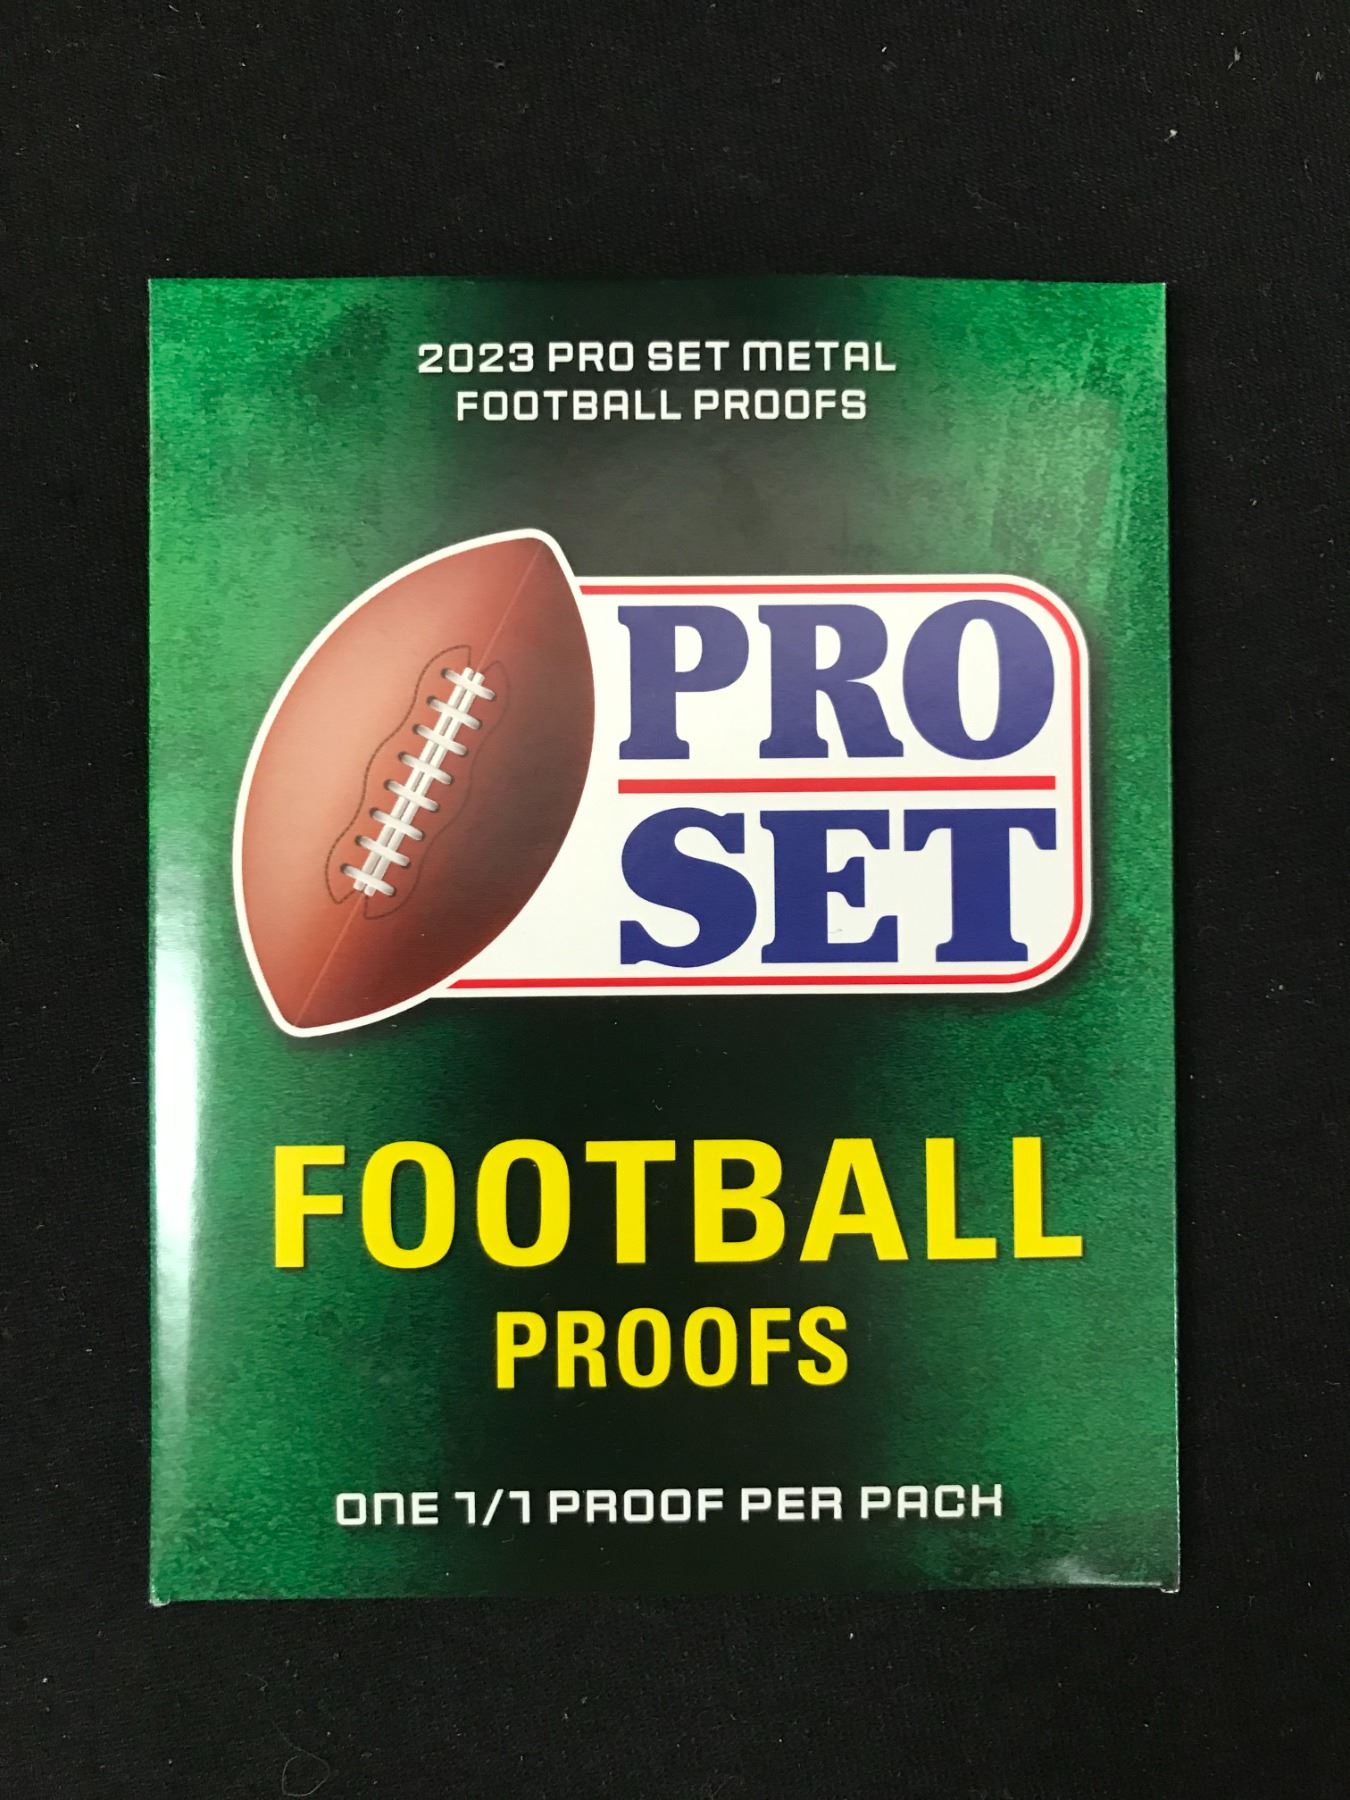 2023 PRO SET METAL
FOOTBALL PROOFS
PRO
SET
FOOTBALL
PROOFS
ONE 1/1 PROOF PER PACK